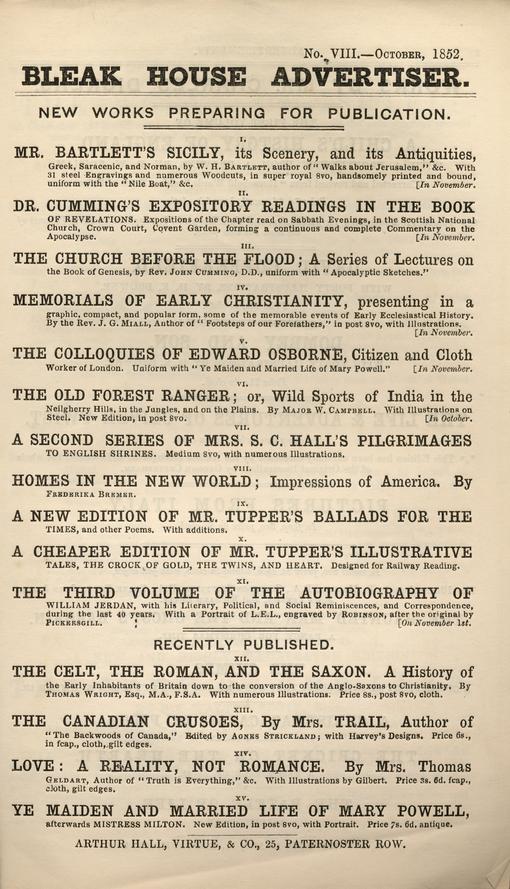 No. VIII.—October, 1852.
BLEAK HOUSE ADVERTISER.
NEW WORKS PREPARING FOR PUBLICATION.
I.
MR. BARTLETT'S SICILY, its Scenery, and its Antiquities,
Greek, Saracenic, and Norman, by W. H. Bartlett, author of "Walks about Jerusalem," &c. With
31 steel Engravings and numerous Woodcuts, in super royal 8vo, handsomely printed and bound,
uniform with the "Nile Boat," &c. [In November.
II.
DR. CUMMING'S EXPOSITORY READINGS IN THE BOOK
OF REVELATIONS. Expositions of the Chapter read on Sabbath Evenings, in the Scottish National
Church, Crown Court, Covent Garden, forming a continuous and complete Commentary on the
Apocalypse. [In November.
III.
THE CHURCH BEFORE THE FLOOD; A Series of Lectures on
the Book of Genesis, by Rev. John Cumming, D.D., uniform with "Apocalyptic Sketches."
IV.
MEMORIALS OF EARLY CHRISTIANITY, presenting in a
graphic, compact, and popular form, some of the memorable events of Early Ecclesiastical History.
By the Rev. J. G. Miall, Author of "Footsteps of our Forefathers," in post 8vo, with Illustrations.
[In November.
V.
THE COLLOQUIES OF EDWARD OSBORNE, Citizen and Cloth
Worker of London. Uniform with "Ye Maiden and Married Life of Mary Powell." [In November.
VI.
THE OLD FOREST RANGER; or, Wild Sports of India in the
Neilgherry Hills, in the Jungles, and on the Plains. By Major W. Campbell. With Illustrations on
Steel. New Edition, in post 8vo. [In October.
VII.
A SECOND SERIES OF MRS. S. C. HALL'S PILGRIMAGES
TO ENGLISH SHRINES. Medium 8vo, with numerous Illustrations.
VIII.
HOMES IN THE NEW WORLD; Impressions of America. By
Frederika Bremer.
IX.
A NEW EDITION OF MR. TUPPER'S BALLADS FOR THE
TIMES, and other Poems. With additions.
X.
A CHEAPER EDITION OF MR. TUPPER'S ILLUSTRATIVE
TALES, THE CROCK OF GOLD, THE TWINS, AND HEART. Designed for Railway Reading.
XI.
THE THIRD VOLUME OF THE AUTOBIOGRAPHY OF
WILLIAM JERDAN, with his Literary, Political, and Social Reminiscences, and Correspondence,
during the last 40 years. With a Portrait of L.E.L., engraved by Robinson, after the original by
Pickersgill. [On November 1st.
RECENTLY PUBLISHED.
XII.
THE CELT, THE ROMAN, AND THE SAXON. A History of
the Early Inhabitants of Britain down to the conversion of the Anglo-Saxons to Christianity. By
Thomas Wright, Esq., M.A., F.S.A. With numerous Illustrations. Price 8s., post 8vo, cloth.
XIII.
THE CANADIAN CRUSOES, By Mrs. TRAIL, Author of
"The Backwoods of Canada," Edited by Agnes Strickland; with Harvey's Designs. Price 6s.,
in fcap., cloth, gilt edges.
XIV.
LOVE: A REALITY, NOT ROMANCE. By Mrs. Thomas
Geldart, Author of "Truth is Everything," &c. With Illustrations by Gilbert. Price 3s. 6d. fcap.,
cloth, gilt edges.
XV.
YE MAIDEN AND MARRIED LIFE OF MARY POWELL,
afterwards MISTRESS MILTON. New Edition, in post 8vo, with Portrait. Price 7s. 6d. antique.
ARTHUR HALL, VIRTUE, & CO., 25, PATERNOSTER ROW.